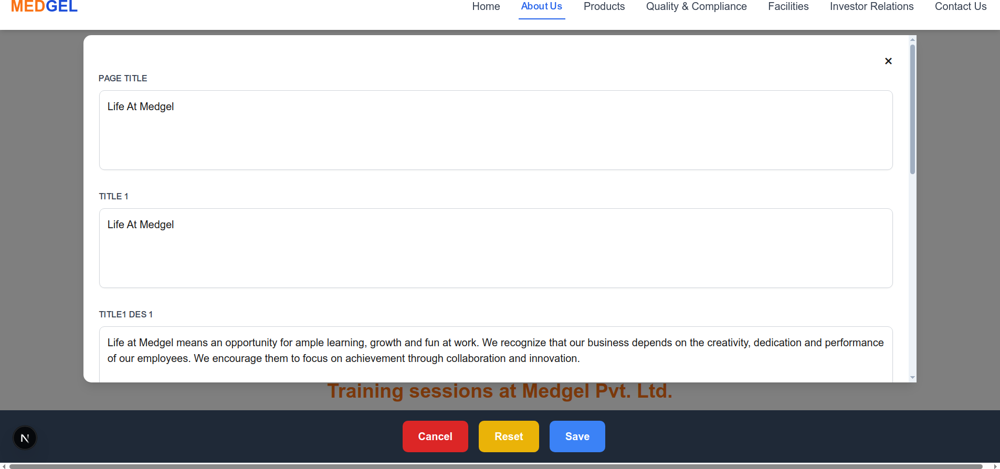 MEDGEL
Home About Us Products Quality & Compliance Facilities Investor Relations Contact Us
×
PAGE TITLE
Life At Medgel
TITLE 1
Life At Medgel
TITLE1 DES 1
Life at Medgel means an opportunity for ample learning, growth and fun at work. We recognize that our business depends on the creativity, dedication and performance
of our employees. We encourage them to focus on achievement through collaboration and innovation.
Training sessions at Medgel Pvt. Ltd.
N
Cancel Reset Save